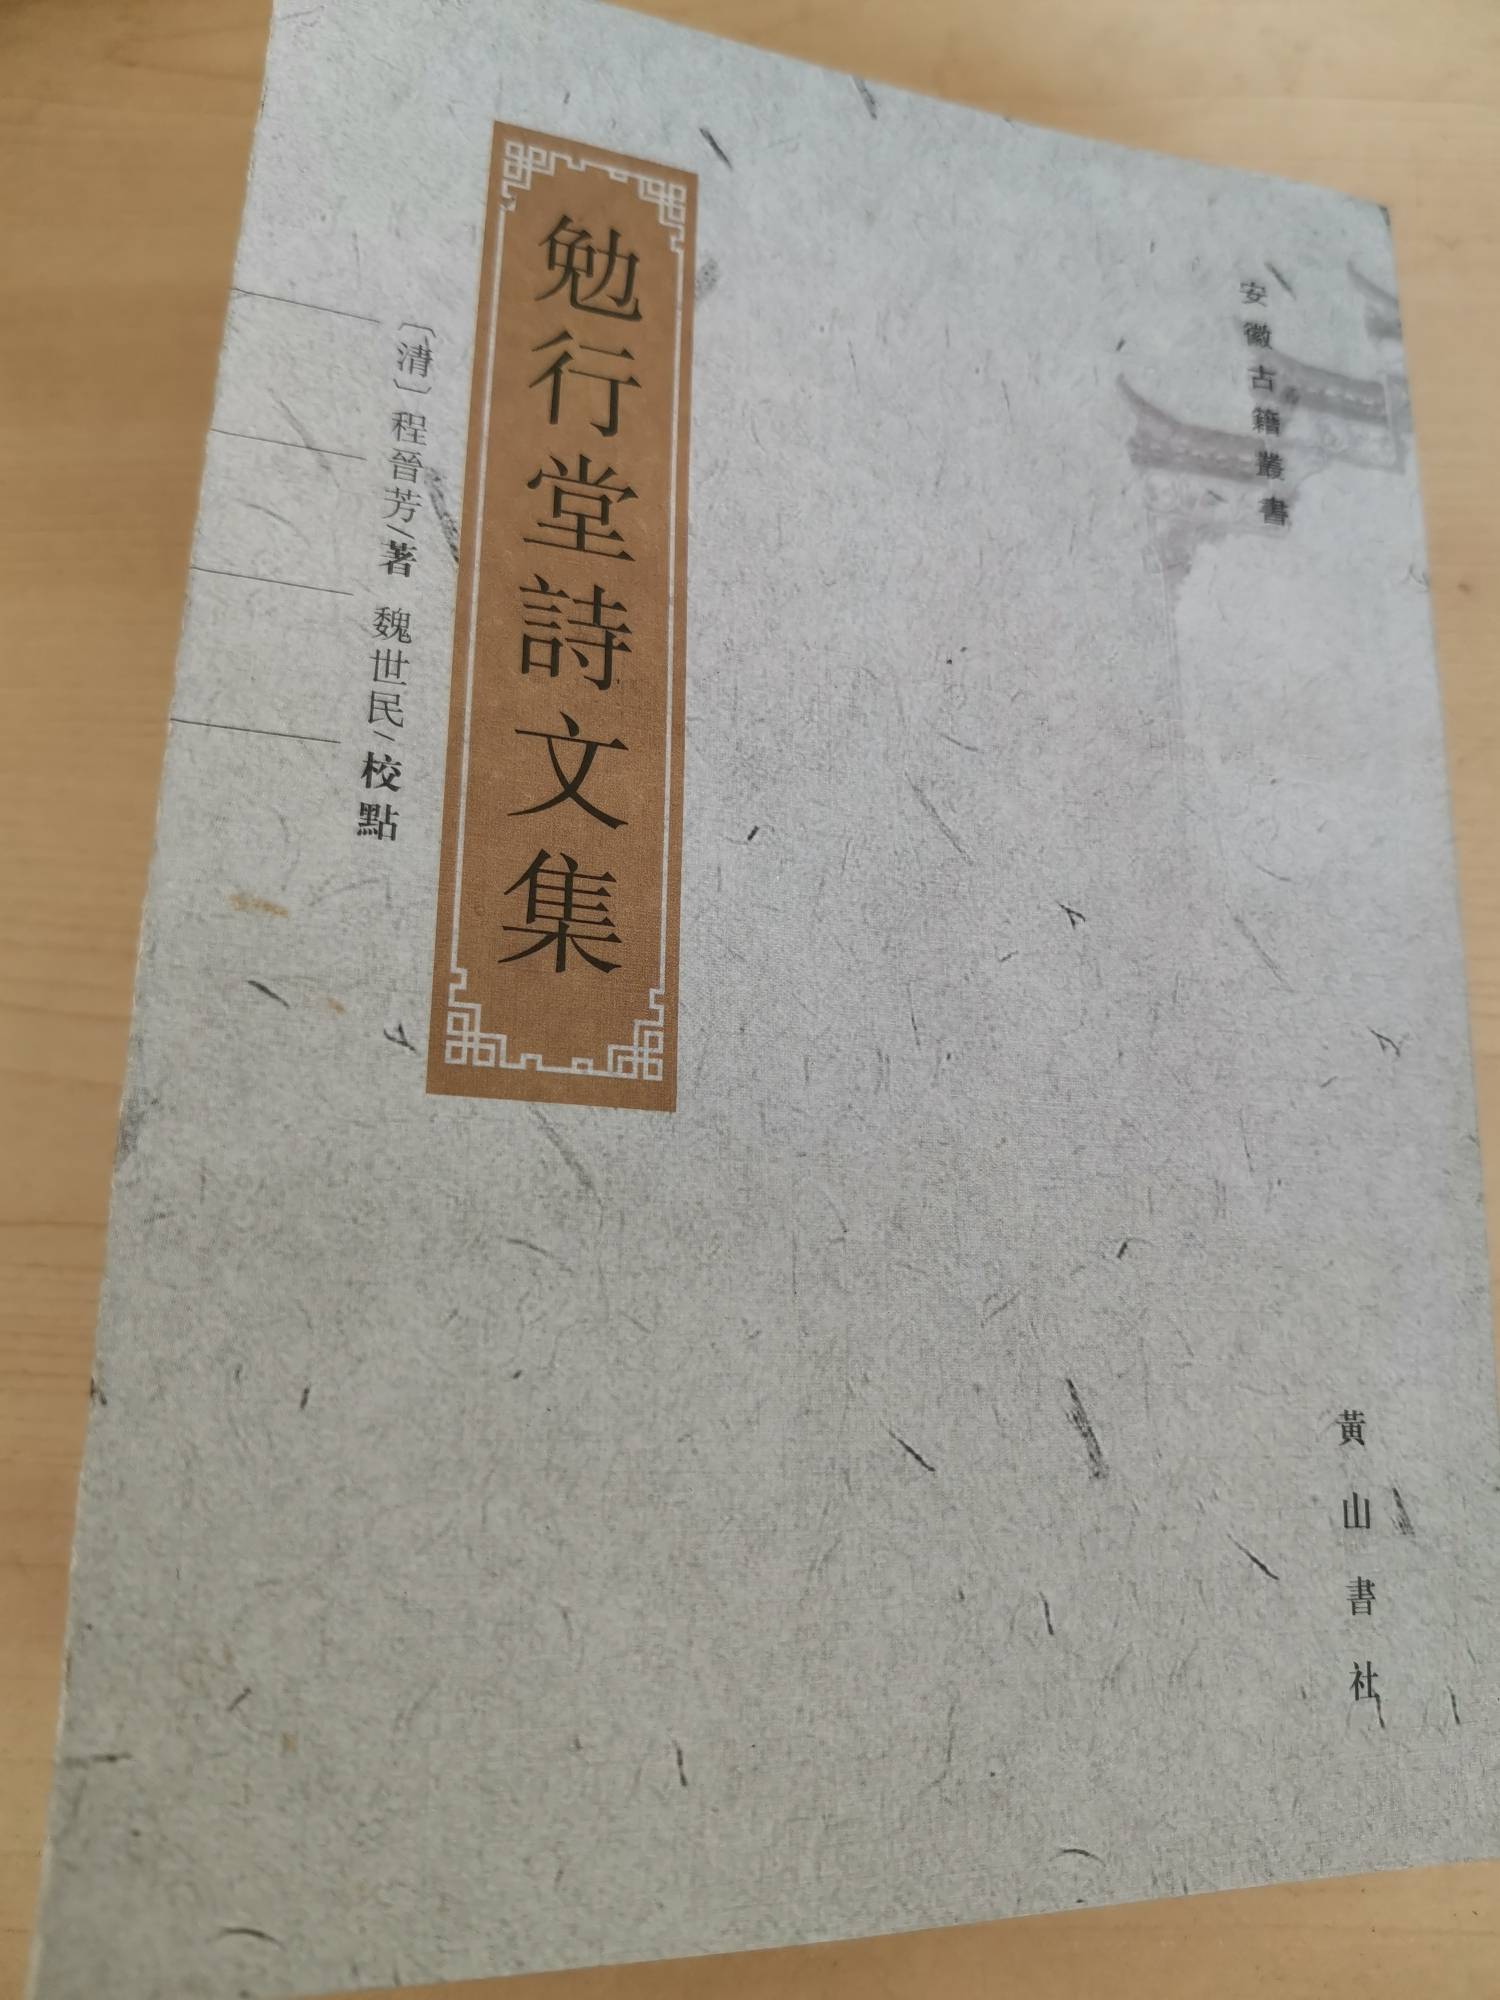 安徽古籍叢書
勉行堂詩文集
〔清〕程晉芳/著 魏世民/校點
黃山書社